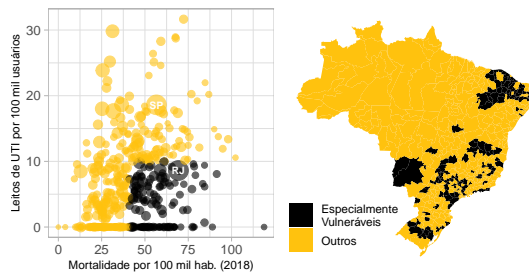 Leitos de UTI por 100 mil usuários
30
20
10
0
SP
RJ
0 25 50 75 100
Mortalidade por 100 mil hab. (2018)
Especialmente
Vulneráveis
Outros